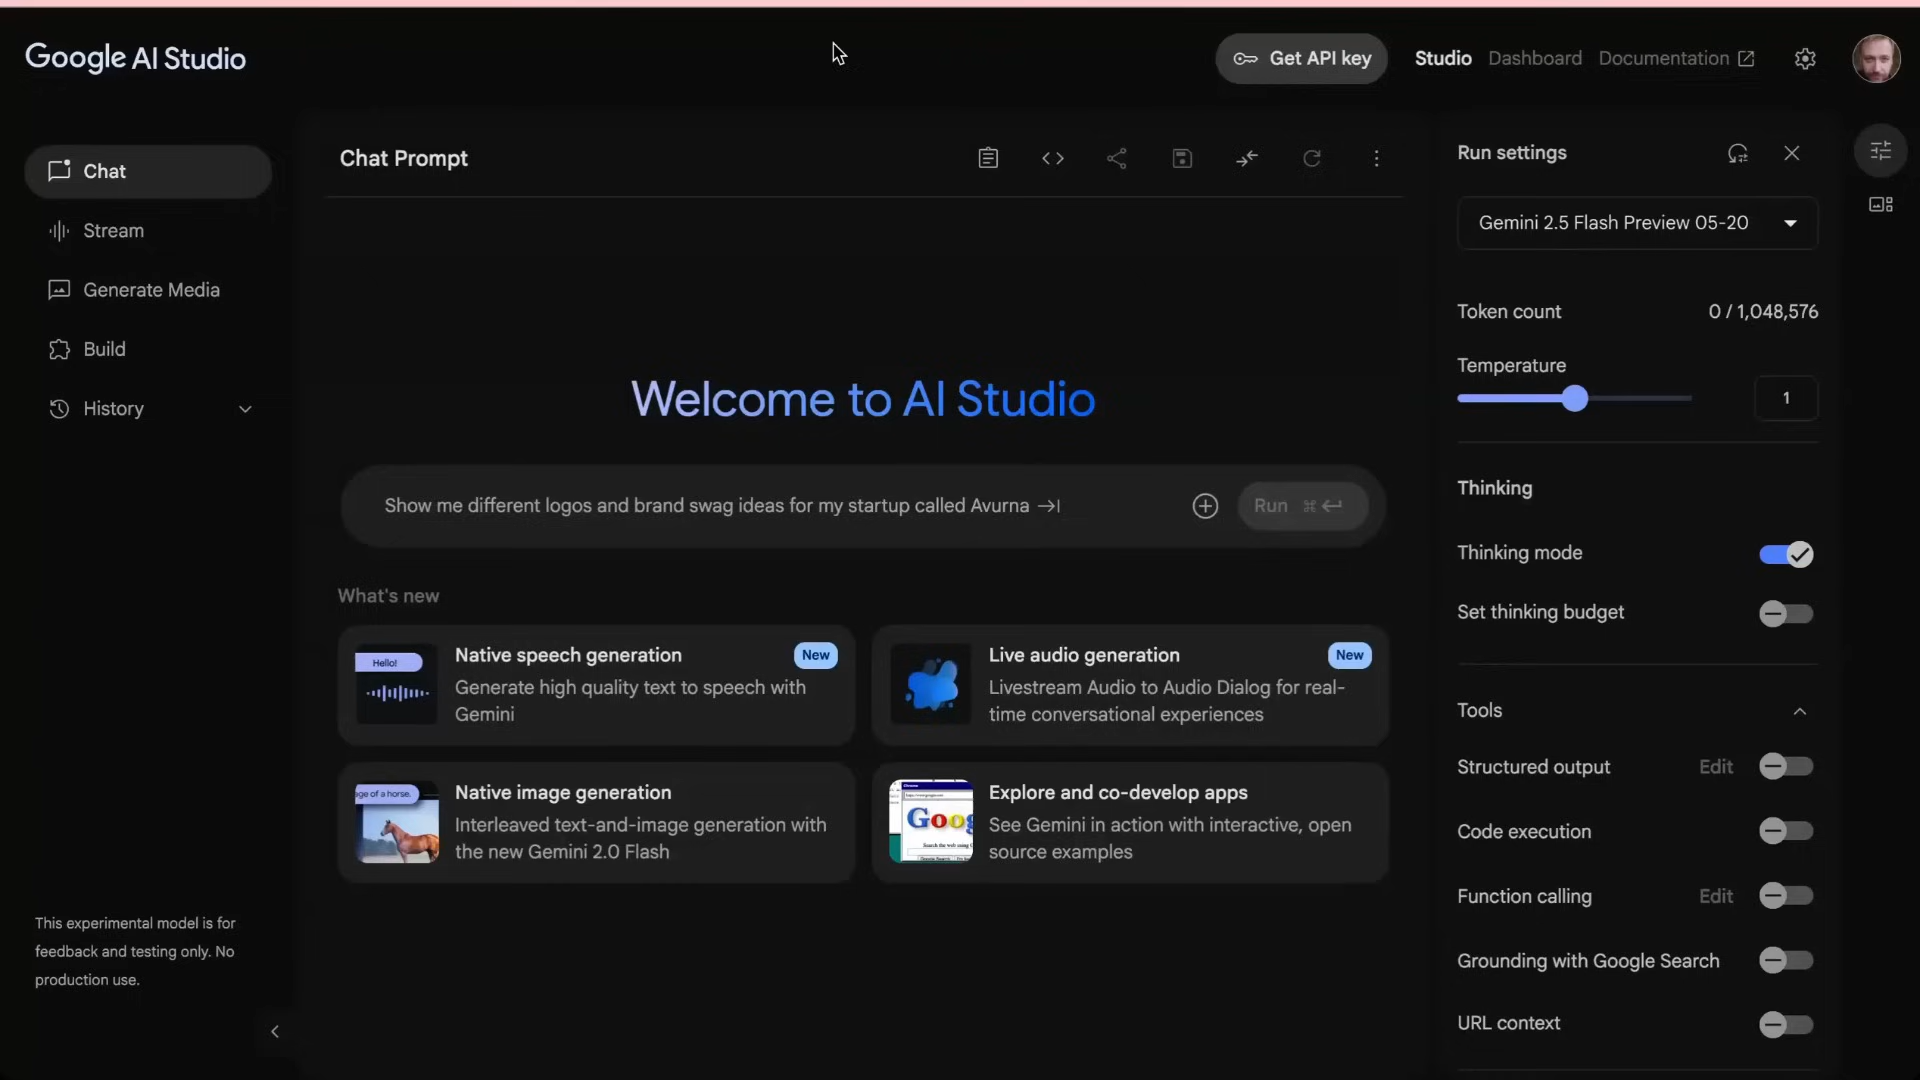 Google AI Studio
Get API key
Studio
Dashboard
Documentation
Chat
Stream
Generate Media
Build
History
This experimental model is for
feedback and testing only. No
production use.
Chat Prompt
Welcome to AI Studio
Show me different logos and brand swag ideas for my startup called Avurna
Run ⌘
What's new
Hello!
Native speech generation
New
Generate high quality text to speech with
Gemini
Live audio generation
New
Livestream Audio to Audio Dialog for real-
time conversational experiences
age of a horse.
Native image generation
Interleaved text-and-image generation with
the new Gemini 2.0 Flash
Goog
Explore and co-develop apps
See Gemini in action with interactive, open
source examples
Run settings
Gemini 2.5 Flash Preview 05-20
Token count
0 / 1,048,576
Temperature
1
Thinking
Thinking mode
Set thinking budget
Tools
Structured output
Edit
Code execution
Function calling
Edit
Grounding with Google Search
URL context